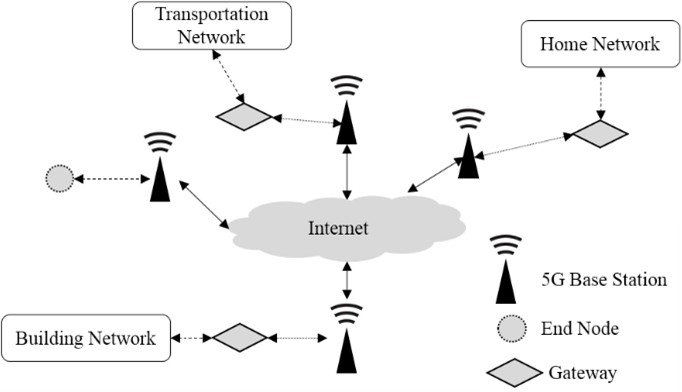 Transportation
Network
Home Network
Internet
5G Base Station
End Node
Building Network
Gateway